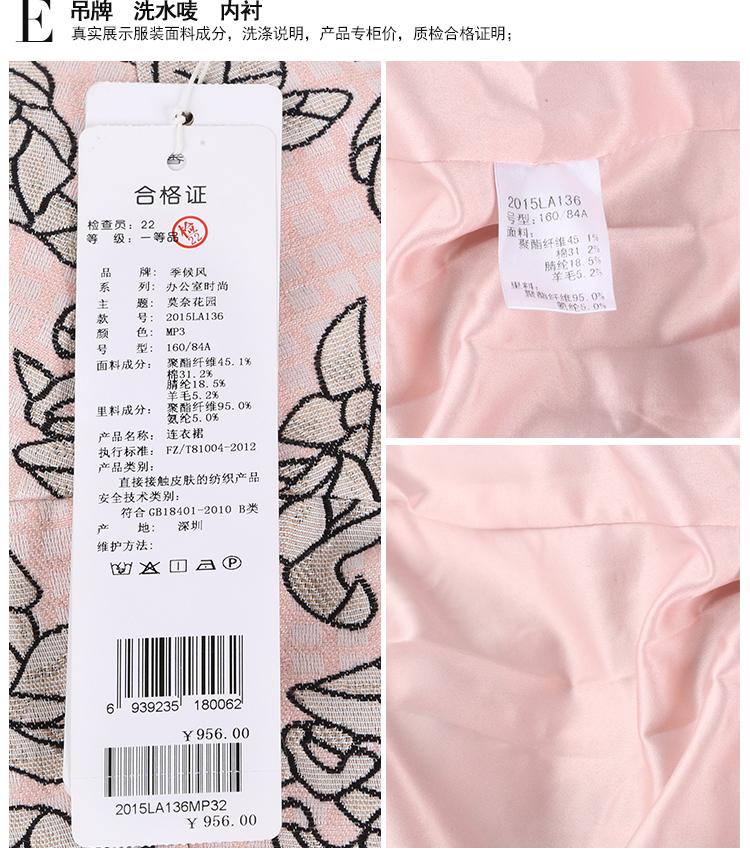 E
吊牌 洗水唛 内衬
真实展示服装面料成分，洗涤说明，产品专柜价，质检合格证明；
合格证
检查员：22
等 级：一等品
检
22
品 牌：季候风
系 列：办公室时尚
主 题：莫奈花园
款 号：2015LA136
颜 色：MP3
号 型：160/84A
面料成分：聚酯纤维45.1%
棉31.2%
腈纶18.5%
羊毛5.2%
里料成分：聚酯纤维95.0%
氨纶5.0%
产品名称：连衣裙
执行标准：FZ/T81004-2012
产品类别：
直接接触皮肤的纺织产品
安全技术类别：
符合GB18401-2010 B类
产 地：深圳
维护方法：
P
6 939235 180062
¥956.00
2015LA136MP32
¥956.00
2015LA136
号型：160/84A
面料：
聚酯纤维45.1%
棉31.2%
腈纶18.5%
羊毛5.2%
里料：
聚酯纤维95.0%
氨纶5.0%